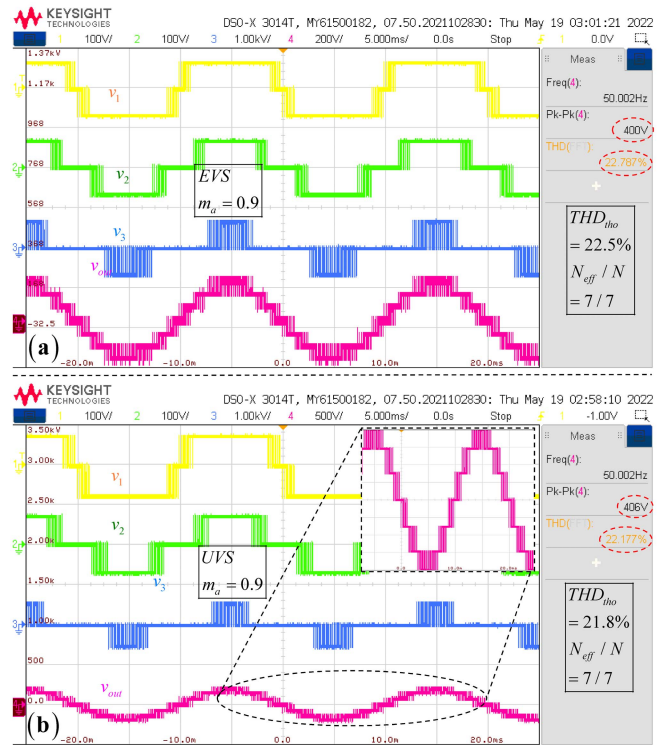 KEYSIGHT
TECHNOLOGIES
DSO-X 3014T, MY61500182, 07.50.2021102830: Thu May 19 03:01:21 2022
1 100V/ 2 100V/ 3 1.00kV/ 4 200V/ 5.000ms/ 0.0s Stop 1 0.0V
1.37kV
1.17k
968
768
568
368
-32.5
-20.0m -10.0m 0.0 10.0m 20.0ms
v1
v2
v3
EVS
ma = 0.9
(a)
Meas
Freq(4):
50.002Hz
Pk-Pk(4):
400V
22.787%
THDtho
= 22.5%
Neff / N
= 7 / 7
KEYSIGHT
TECHNOLOGIES
DSO-X 3014T, MY61500182, 07.50.2021102830: Thu May 19 02:58:10 2022
1 100V/ 2 100V/ 3 1.00kV/ 4 500V/ 5.000ms/ 0.0s Stop 1 -1.00V
3.50kV
3.00k
2.50k
2.00k
1.50k
1.00k
500
0.0
-20.0m -10.0m 0.0 10.0m 20.0ms
v1
v2
v3
vout
UVS
ma = 0.9
(b)
Meas
Freq(4):
50.002Hz
Pk-Pk(4):
406V
22.177%
THDtho
= 21.8%
Neff / N
= 7 / 7